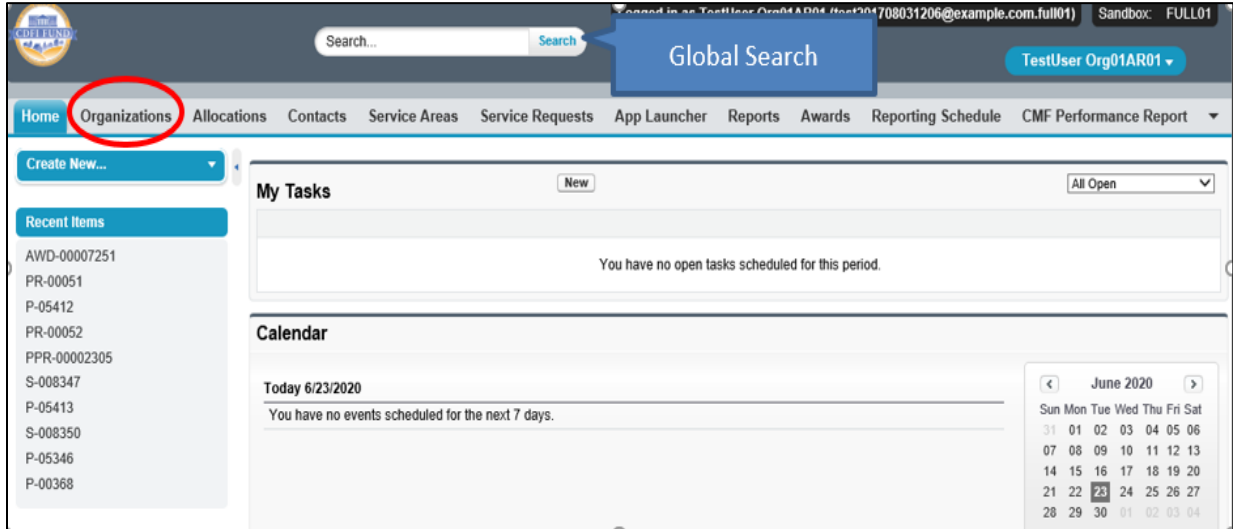 CDFI FUND
Logged in as TestUser Org01AR01 (test201708031206@example.com.full01) Sandbox: FULL01
Search... Search
Global Search
TestUser Org01AR01
Home Organizations Allocations Contacts Service Areas Service Requests App Launcher Reports Awards Reporting Schedule CMF Performance Report
Create New...
My Tasks New All Open
Recent Items
You have no open tasks scheduled for this period.
AWD-00007251
PR-00051
P-05412
PR-00052
PPR-00002305
S-008347
P-05413
S-008350
P-05346
P-00368
Calendar
Today 6/23/2020
You have no events scheduled for the next 7 days.
June 2020
Sun Mon Tue Wed Thu Fri Sat
31 01 02 03 04 05 06
07 08 09 10 11 12 13
14 15 16 17 18 19 20
21 22 23 24 25 26 27
28 29 30 01 02 03 04